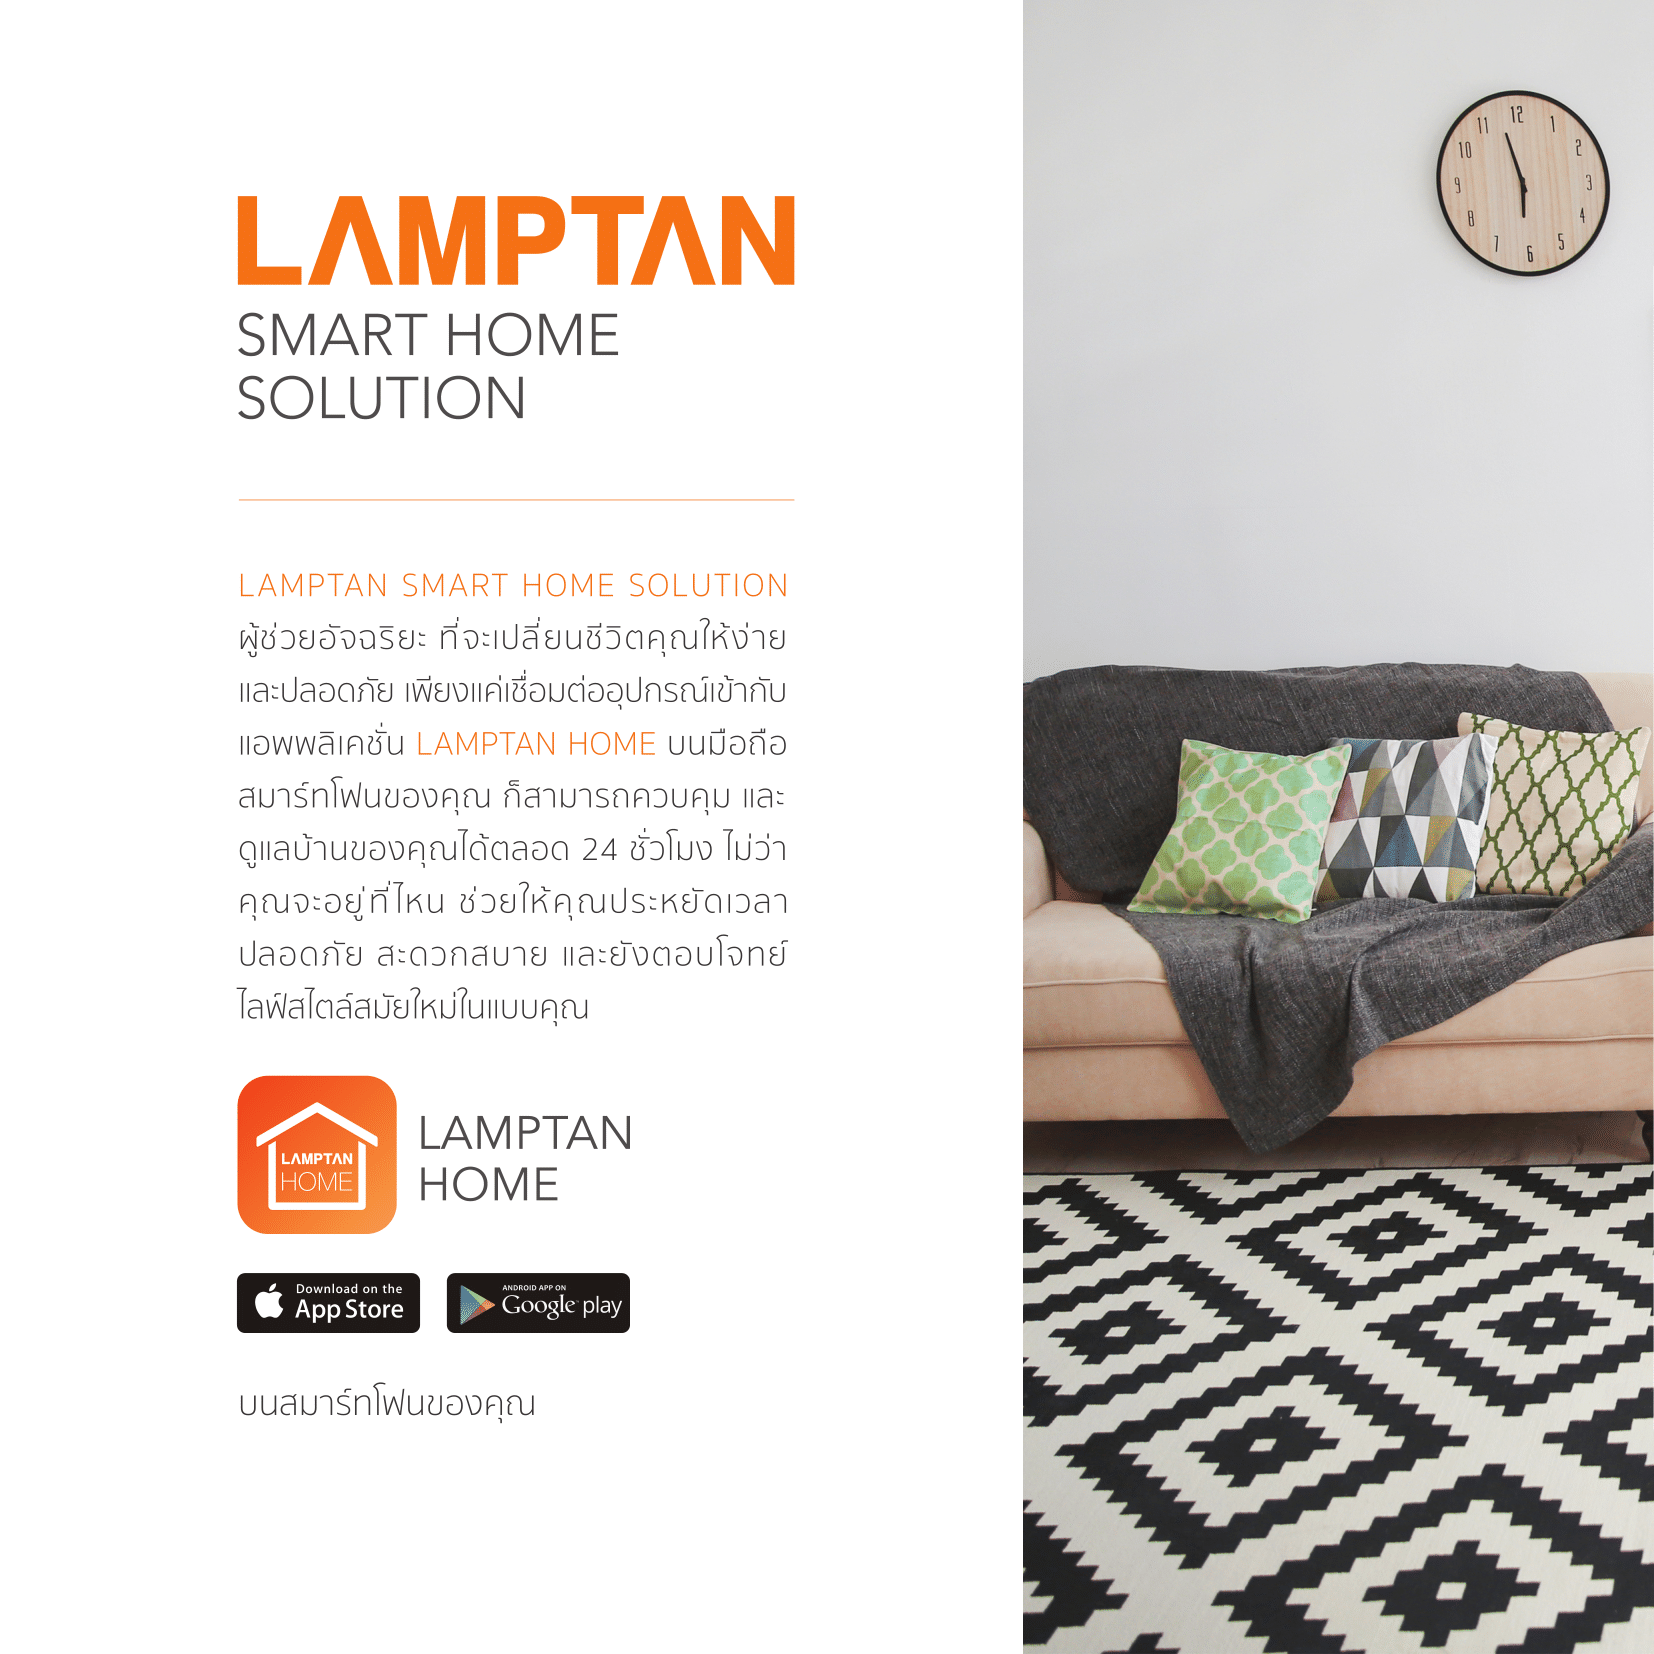 LAMPTAN
SMART HOME
SOLUTION
LAMPTAN SMART HOME SOLUTION
ผู้ช่วยอัจฉริยะ ที่จะเปลี่ยนชีวิตคุณให้ง่าย
และปลอดภัย เพียงแค่เชื่อมต่ออุปกรณ์เข้ากับ
แอพพลิเคชั่น LAMPTAN HOME บนมือถือ
สมาร์ทโฟนของคุณ ก็สามารถควบคุม และ
ดูแลบ้านของคุณได้ตลอด 24 ชั่วโมง ไม่ว่า
คุณจะอยู่ที่ไหน ช่วยให้คุณประหยัดเวลา
ปลอดภัย สะดวกสบาย และยังตอบโจทย์
ไลฟ์สไตล์สมัยใหม่ในแบบคุณ
LAMPTAN
HOME
LAMPTAN
HOME
Download on the
App Store
ANDROID APP ON
Google play
บนสมาร์ทโฟนของคุณ
12
1
2
3
4
5
6
7
8
9
10
11